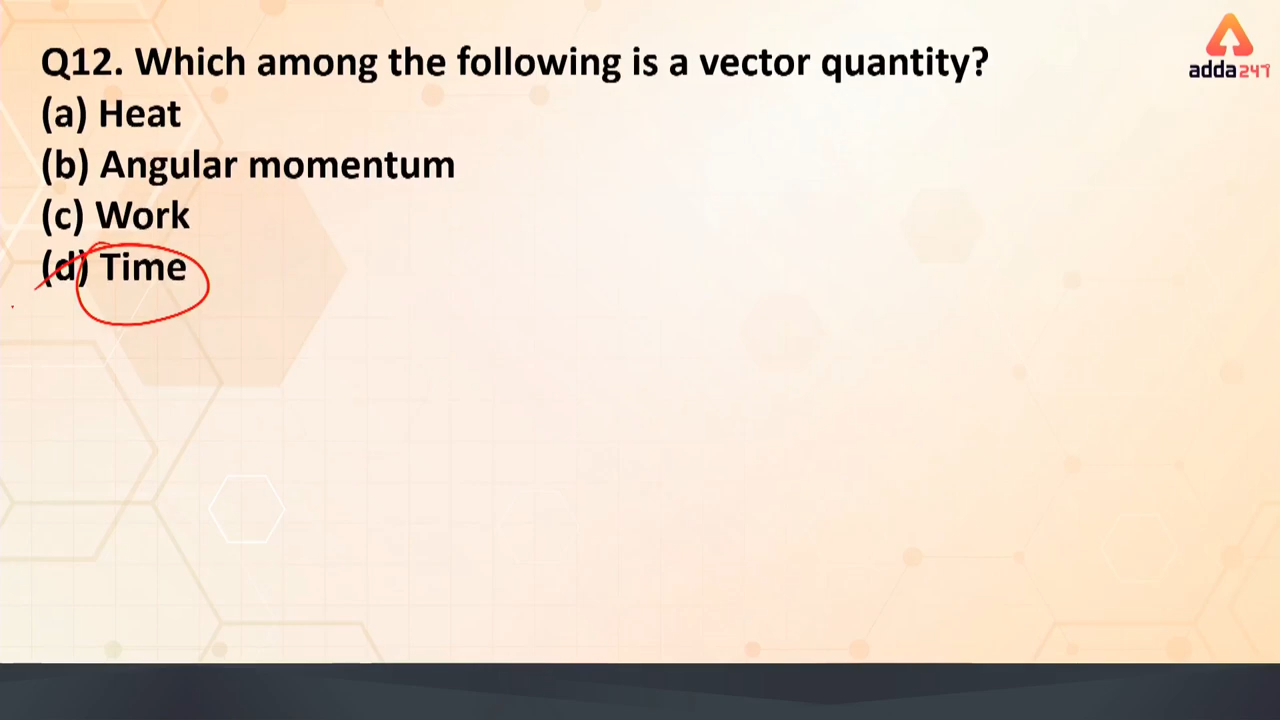 Q12. Which among the following is a vector quantity?
(a) Heat
(b) Angular momentum
(c) Work
(d) Time
adda247